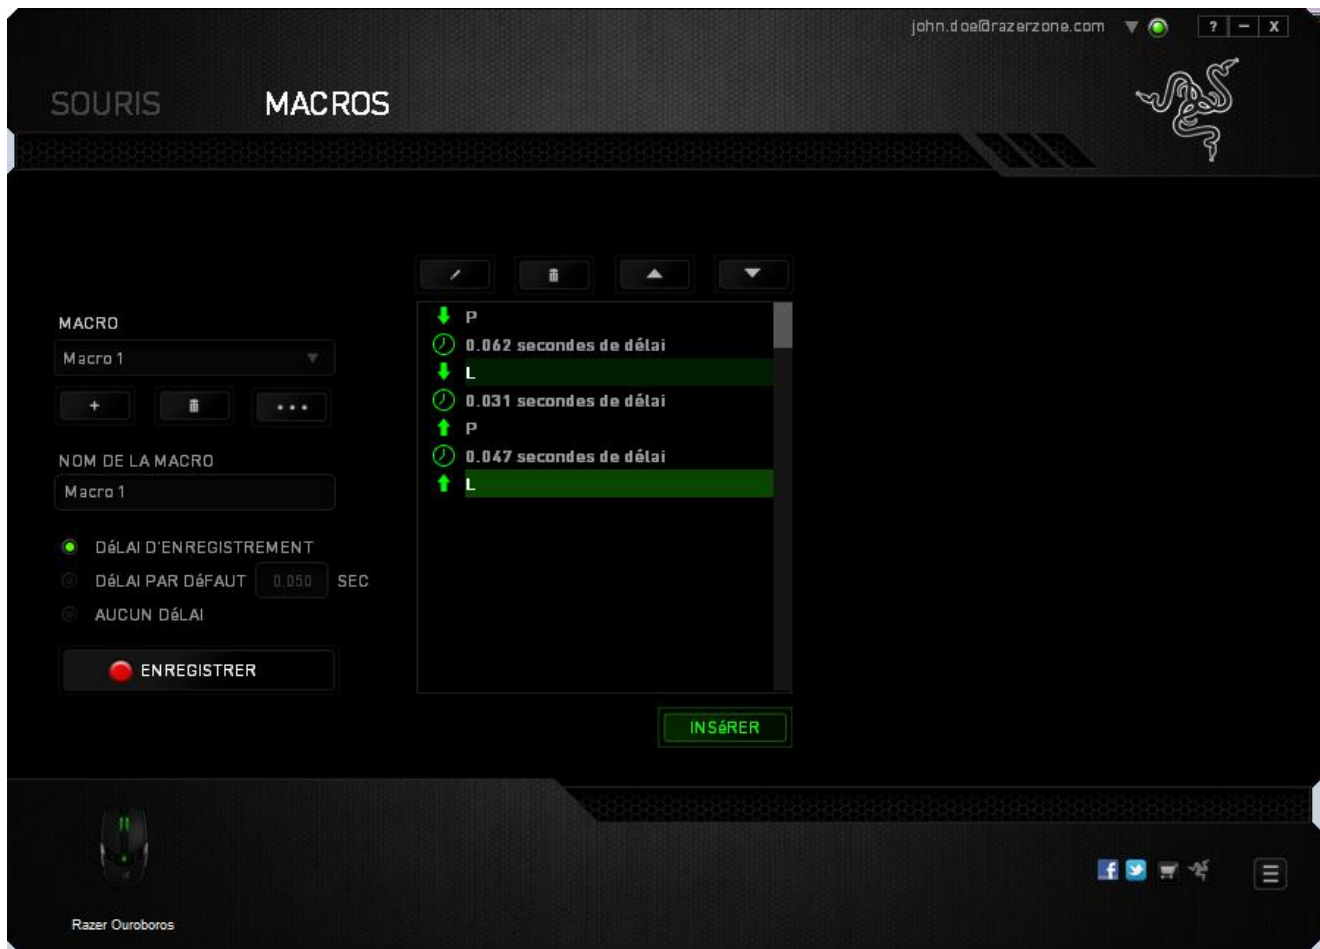 john.doe@razerzone.com
? – X
SOURIS MACROS
MACRO
Macro 1
+ ...
NOM DE LA MACRO
Macro 1
DéLAI D'ENREGISTREMENT
DéLAI PAR DéFAUT 0.050 SEC
AUCUN DéLAI
ENREGISTRER
P
0.062 secondes de délai
L
0.031 secondes de délai
P
0.047 secondes de délai
L
INSéRER
f
Razer Ouroboros